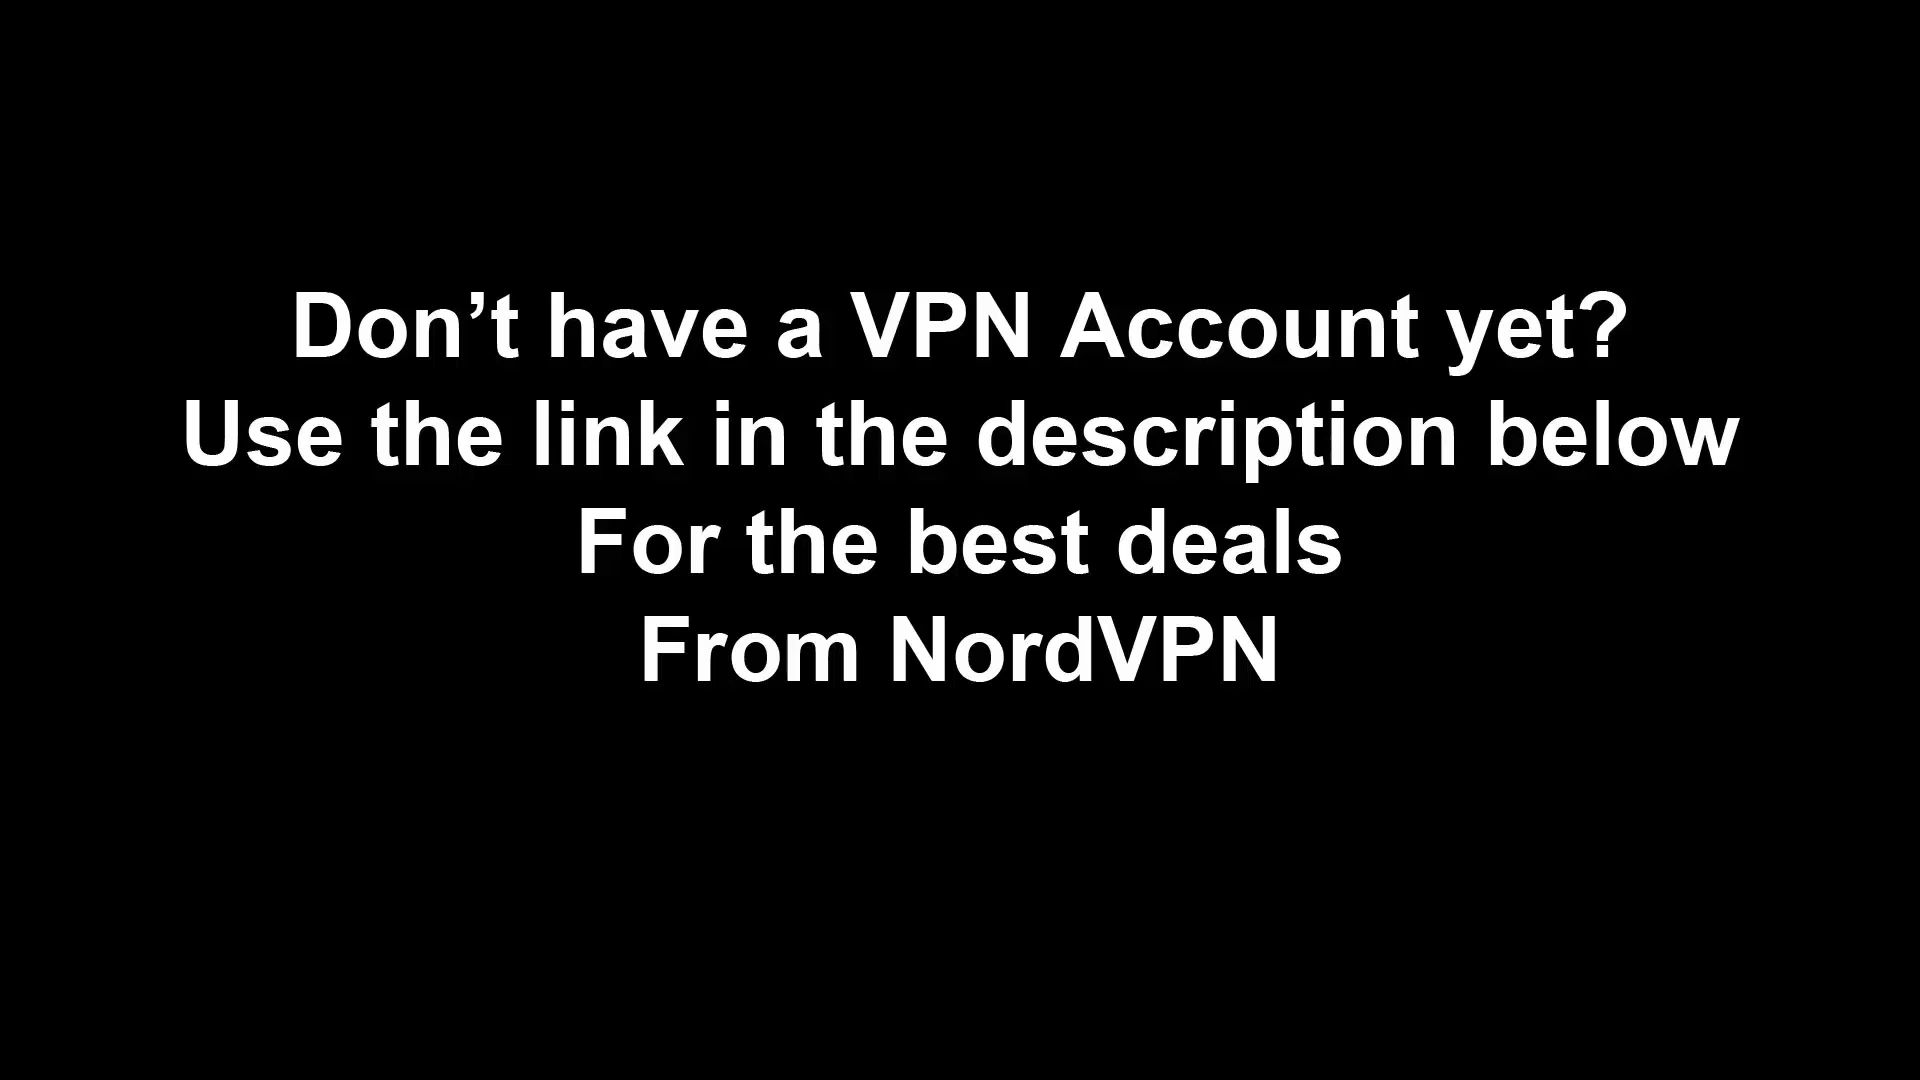 Don’t have a VPN Account yet?
Use the link in the description below
For the best deals
From NordVPN